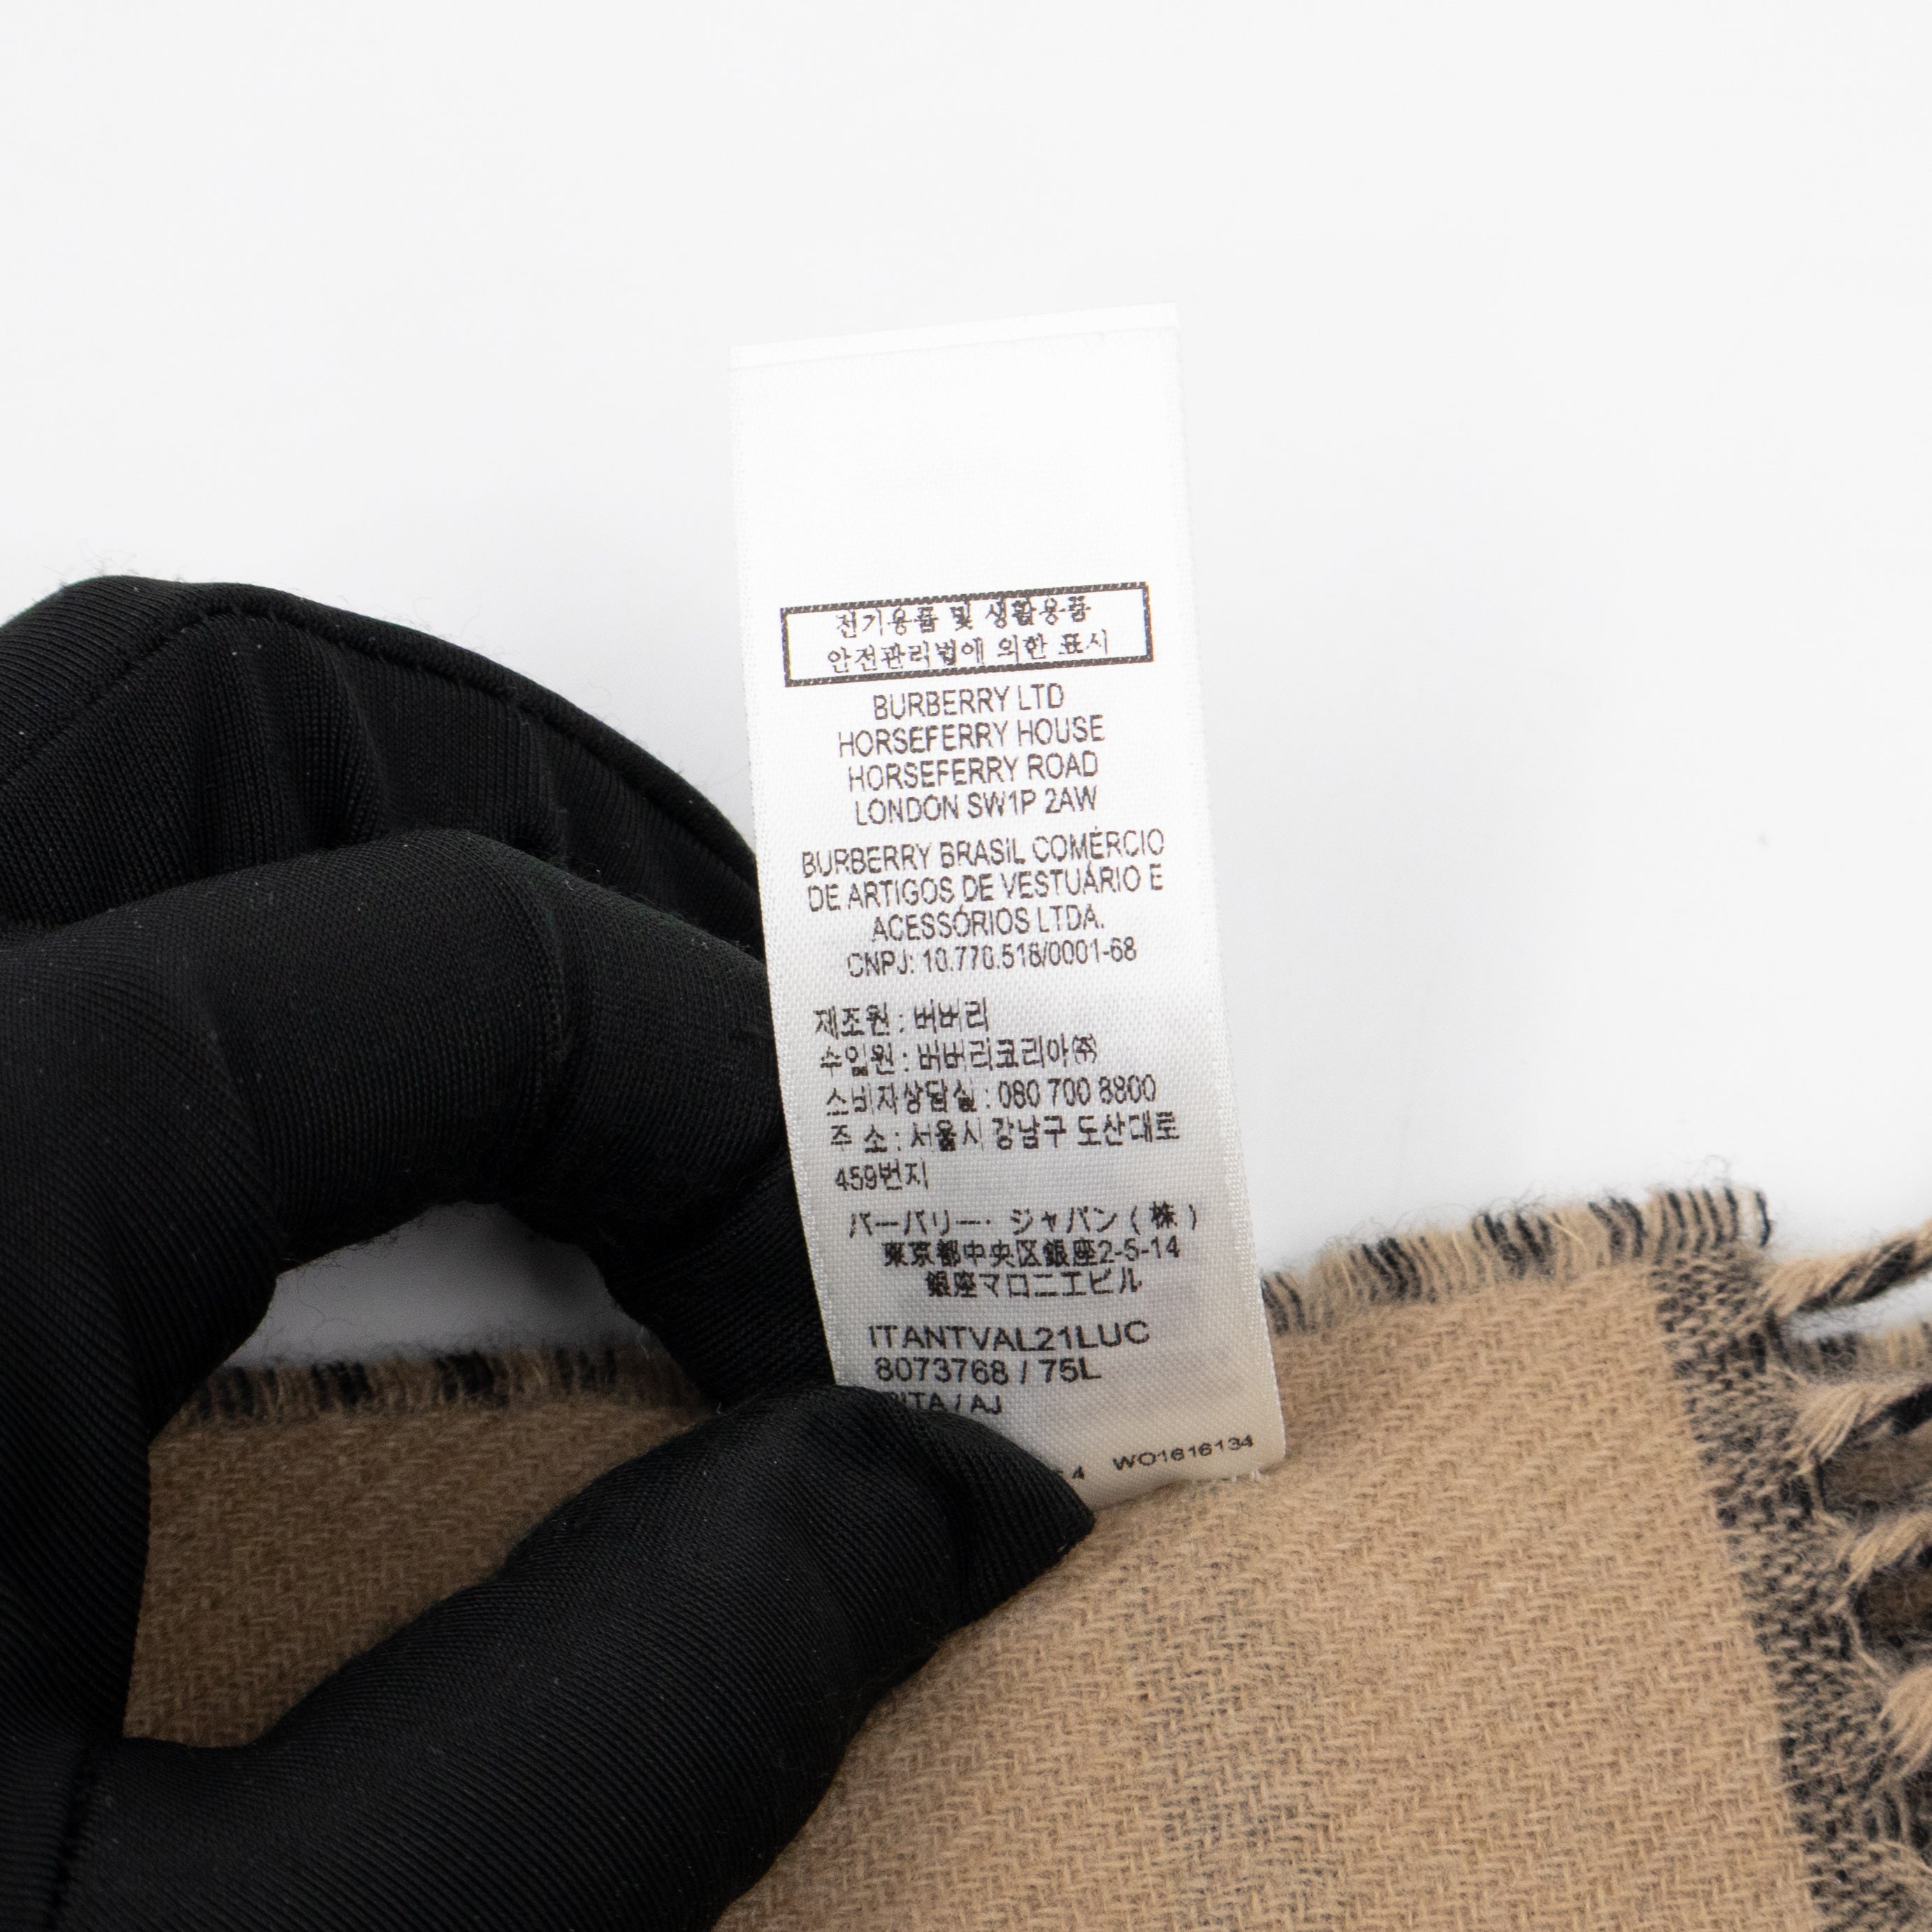 전기용품 및 생활용품
안전관리법에 의한 표시
BURBERRY LTD
HORSEFERRY HOUSE
HORSEFERRY ROAD
LONDON SW1P 2AW
BURBERRY BRASIL COMÉRCIO
DE ARTIGOS DE VESTUÁRIO E
ACESSÓRIOS LTDA.
CNPJ: 10.770.518/0001-68
제조원 : 버버리
수입원 : 버버리코리아㈜
소비자상담실 : 080 700 8800
주 소 : 서울시 강남구 도산대로
459번지
バーバリー・ジャパン(株)
東京都中央区銀座2-5-14
銀座マロニエビル
ITANTVAL21LUC
8073768 / 75L
/ AJ
WO1616134